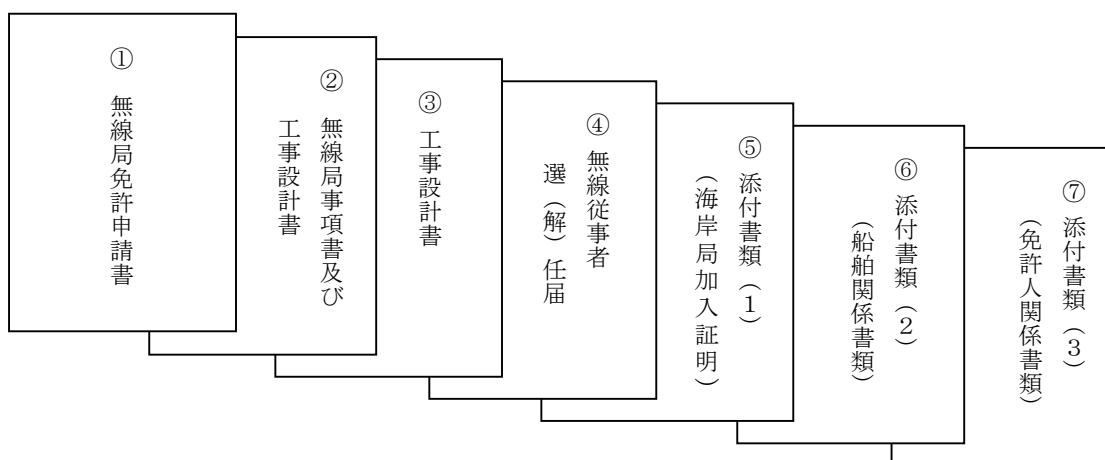 ① 無線局免許申請書
② 無線局事項書及び
工事設計書
③ 工事設計書
④ 無線従事者
選（解）任届
⑤ 添付書類（１）
（海岸局加入証明）
⑥ 添付書類（２）
（船舶関係書類）
⑦ 添付書類（３）
（免許人関係書類）